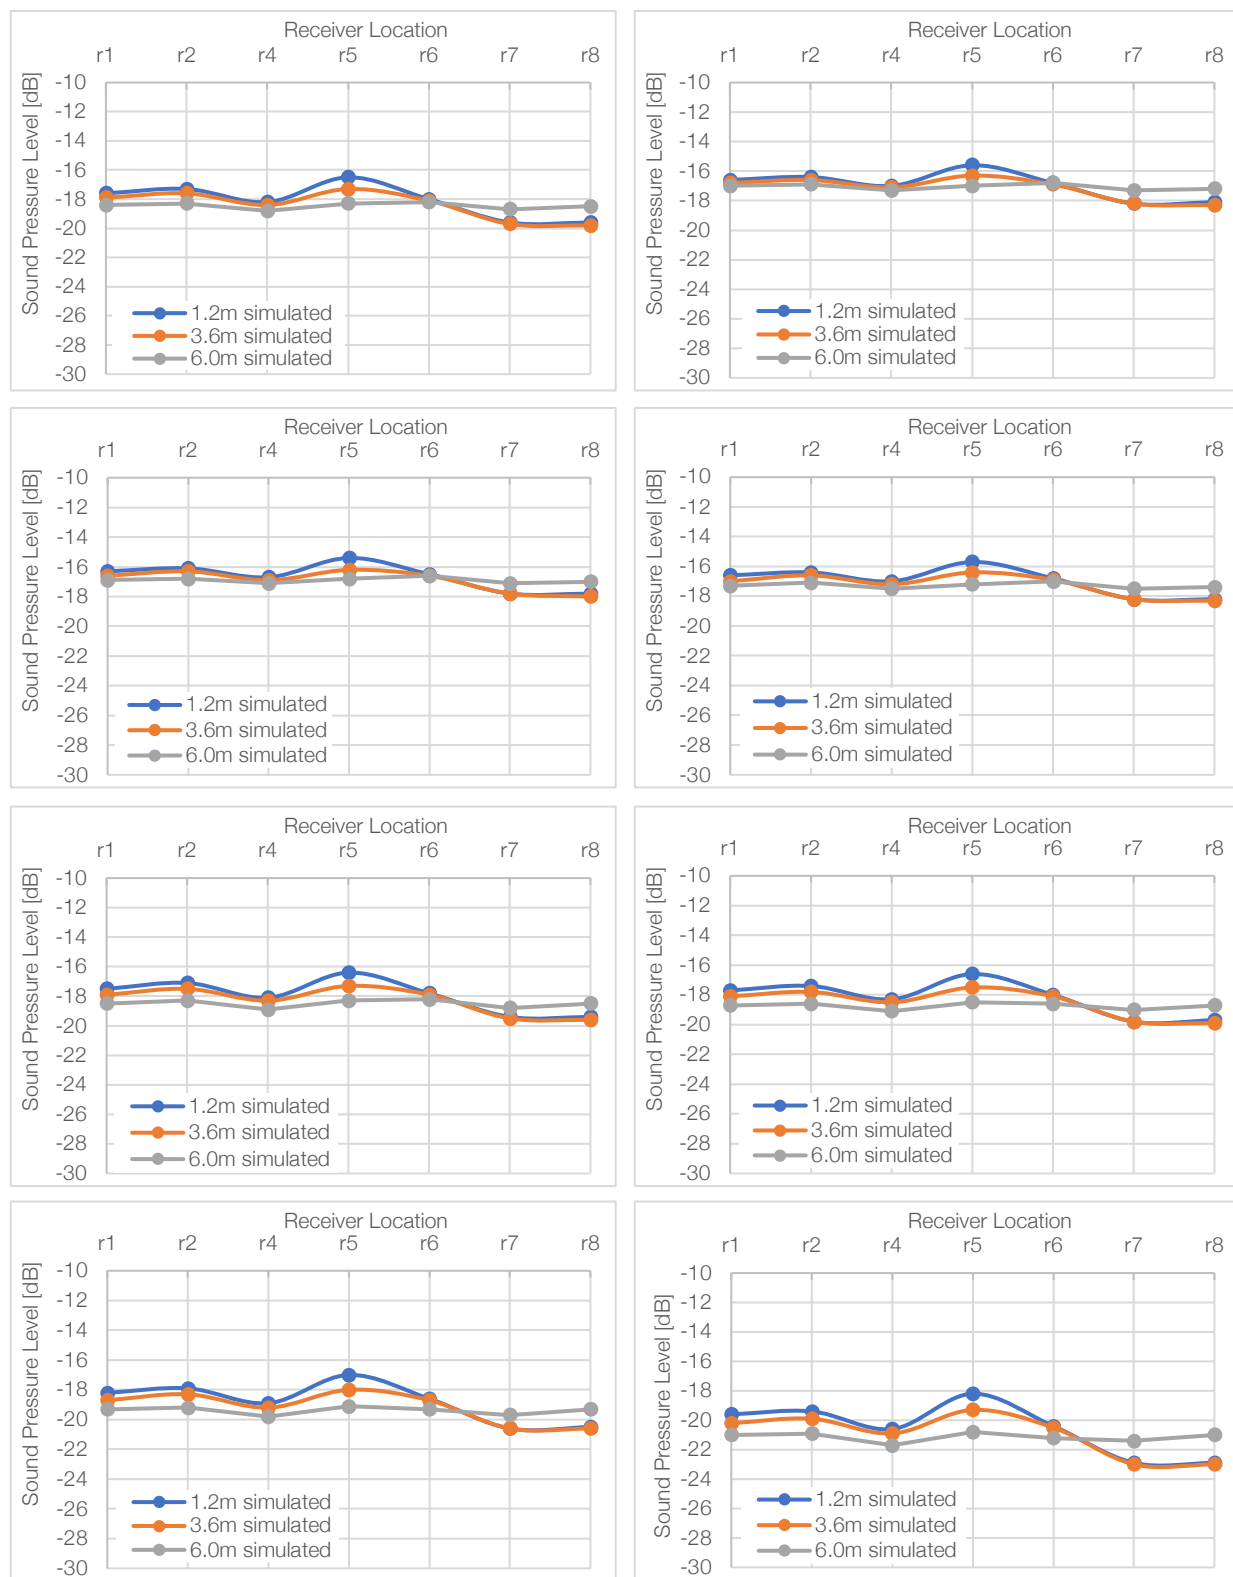 Receiver Location
r1 r2 r4 r5 r6 r7 r8
Sound Pressure Level [dB]
-10
-12
-14
-16
-18
-20
-22
-24
-26
-28
-30
1.2m simulated
3.6m simulated
6.0m simulated
Receiver Location
r1 r2 r4 r5 r6 r7 r8
Sound Pressure Level [dB]
-10
-12
-14
-16
-18
-20
-22
-24
-26
-28
-30
1.2m simulated
3.6m simulated
6.0m simulated
Receiver Location
r1 r2 r4 r5 r6 r7 r8
Sound Pressure Level [dB]
-10
-12
-14
-16
-18
-20
-22
-24
-26
-28
-30
1.2m simulated
3.6m simulated
6.0m simulated
Receiver Location
r1 r2 r4 r5 r6 r7 r8
Sound Pressure Level [dB]
-10
-12
-14
-16
-18
-20
-22
-24
-26
-28
-30
1.2m simulated
3.6m simulated
6.0m simulated
Receiver Location
r1 r2 r4 r5 r6 r7 r8
Sound Pressure Level [dB]
-10
-12
-14
-16
-18
-20
-22
-24
-26
-28
-30
1.2m simulated
3.6m simulated
6.0m simulated
Receiver Location
r1 r2 r4 r5 r6 r7 r8
Sound Pressure Level [dB]
-10
-12
-14
-16
-18
-20
-22
-24
-26
-28
-30
1.2m simulated
3.6m simulated
6.0m simulated
Receiver Location
r1 r2 r4 r5 r6 r7 r8
Sound Pressure Level [dB]
-10
-12
-14
-16
-18
-20
-22
-24
-26
-28
-30
1.2m simulated
3.6m simulated
6.0m simulated
Receiver Location
r1 r2 r4 r5 r6 r7 r8
Sound Pressure Level [dB]
-10
-12
-14
-16
-18
-20
-22
-24
-26
-28
-30
1.2m simulated
3.6m simulated
6.0m simulated